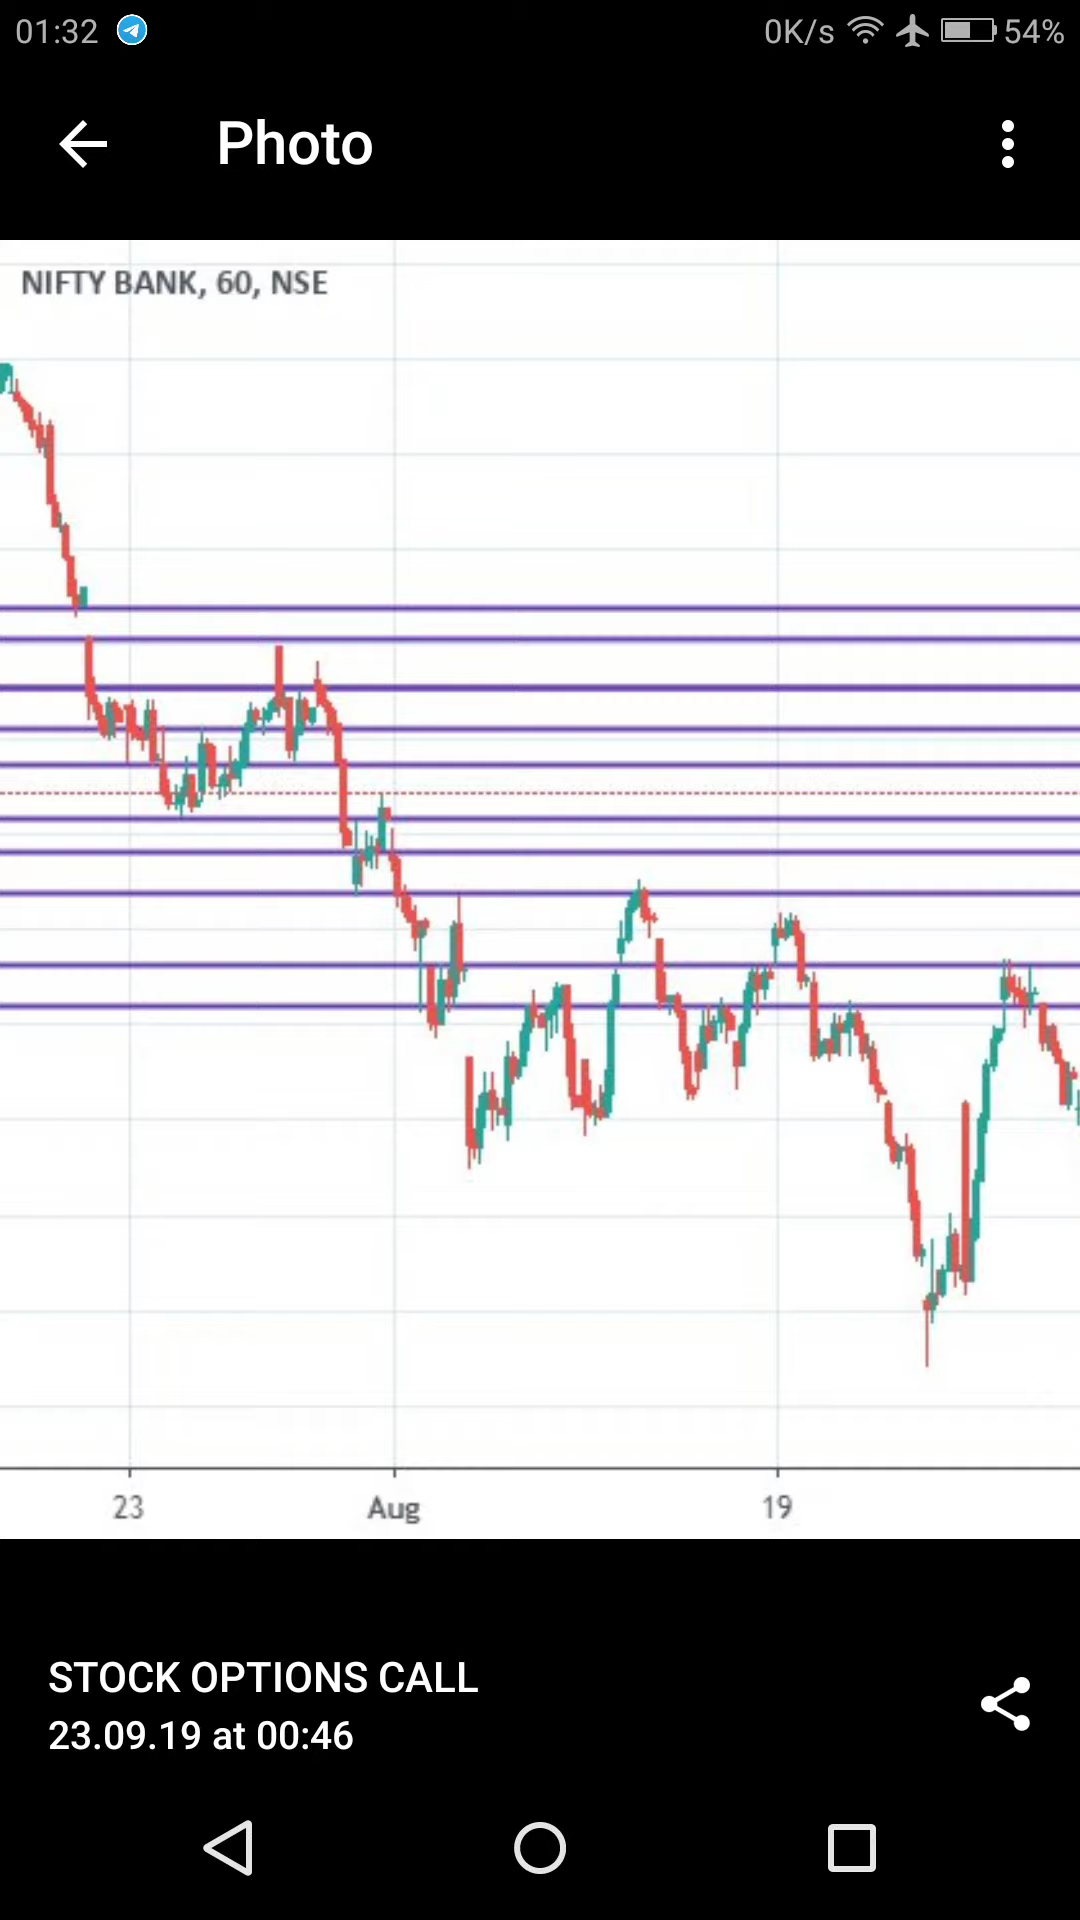 01:32
0K/s
54%
Photo
NIFTY BANK, 60, NSE
23
Aug
19
STOCK OPTIONS CALL
23.09.19 at 00:46